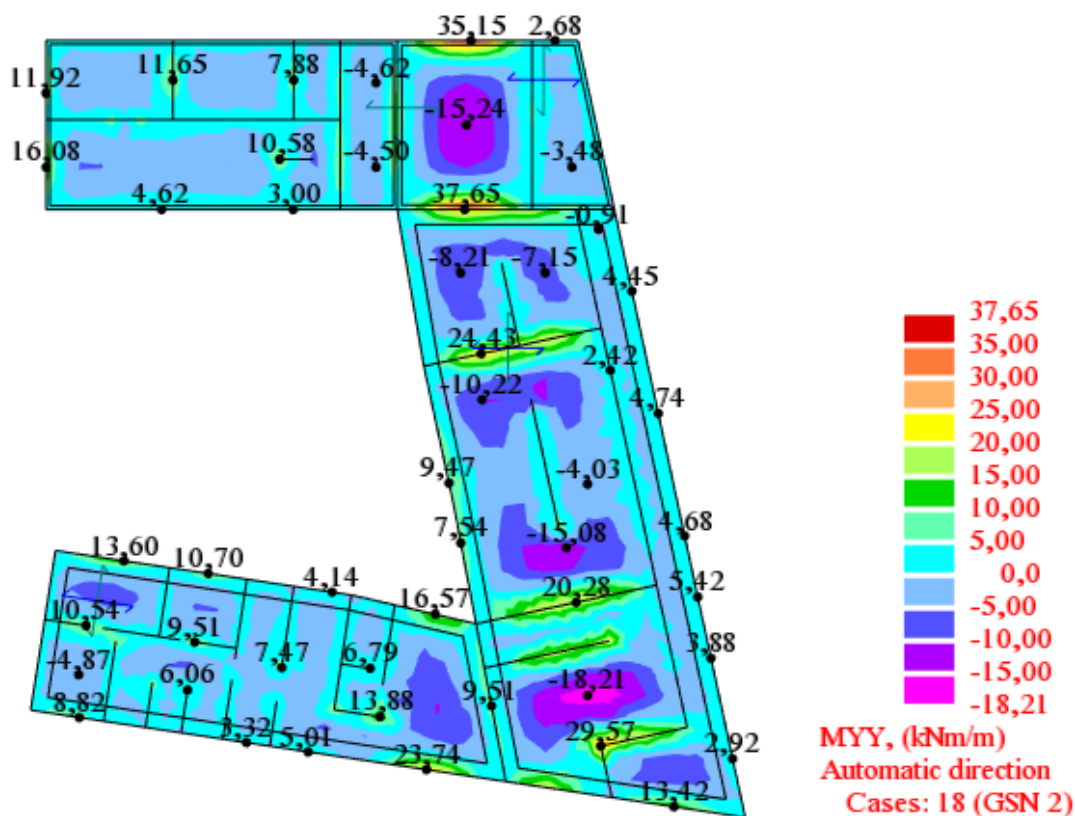 35,15 2,68
11,92 11,65 7,88 -4,62
-15,24
16,08 10,58 -4,50 -3,48
4,62 3,00 37,65
-0,91
-8,21 -7,15
4,45
24,43 2,42
-10,22 4,74
9,47 -4,03
7,54 -15,08 4,68
13,60 10,70 4,14 16,57 20,28 5,42
10,54 9,51 7,47 6,79 3,88
-4,87 6,06 13,88 9,51 -18,21
8,82 3,32 5,01 23,74 29,57 2,92
13,42
37,65
35,00
30,00
25,00
20,00
15,00
10,00
5,00
0,0
-5,00
-10,00
-15,00
-18,21
MYY, (kNm/m)
Automatic direction
Cases: 18 (GSN 2)